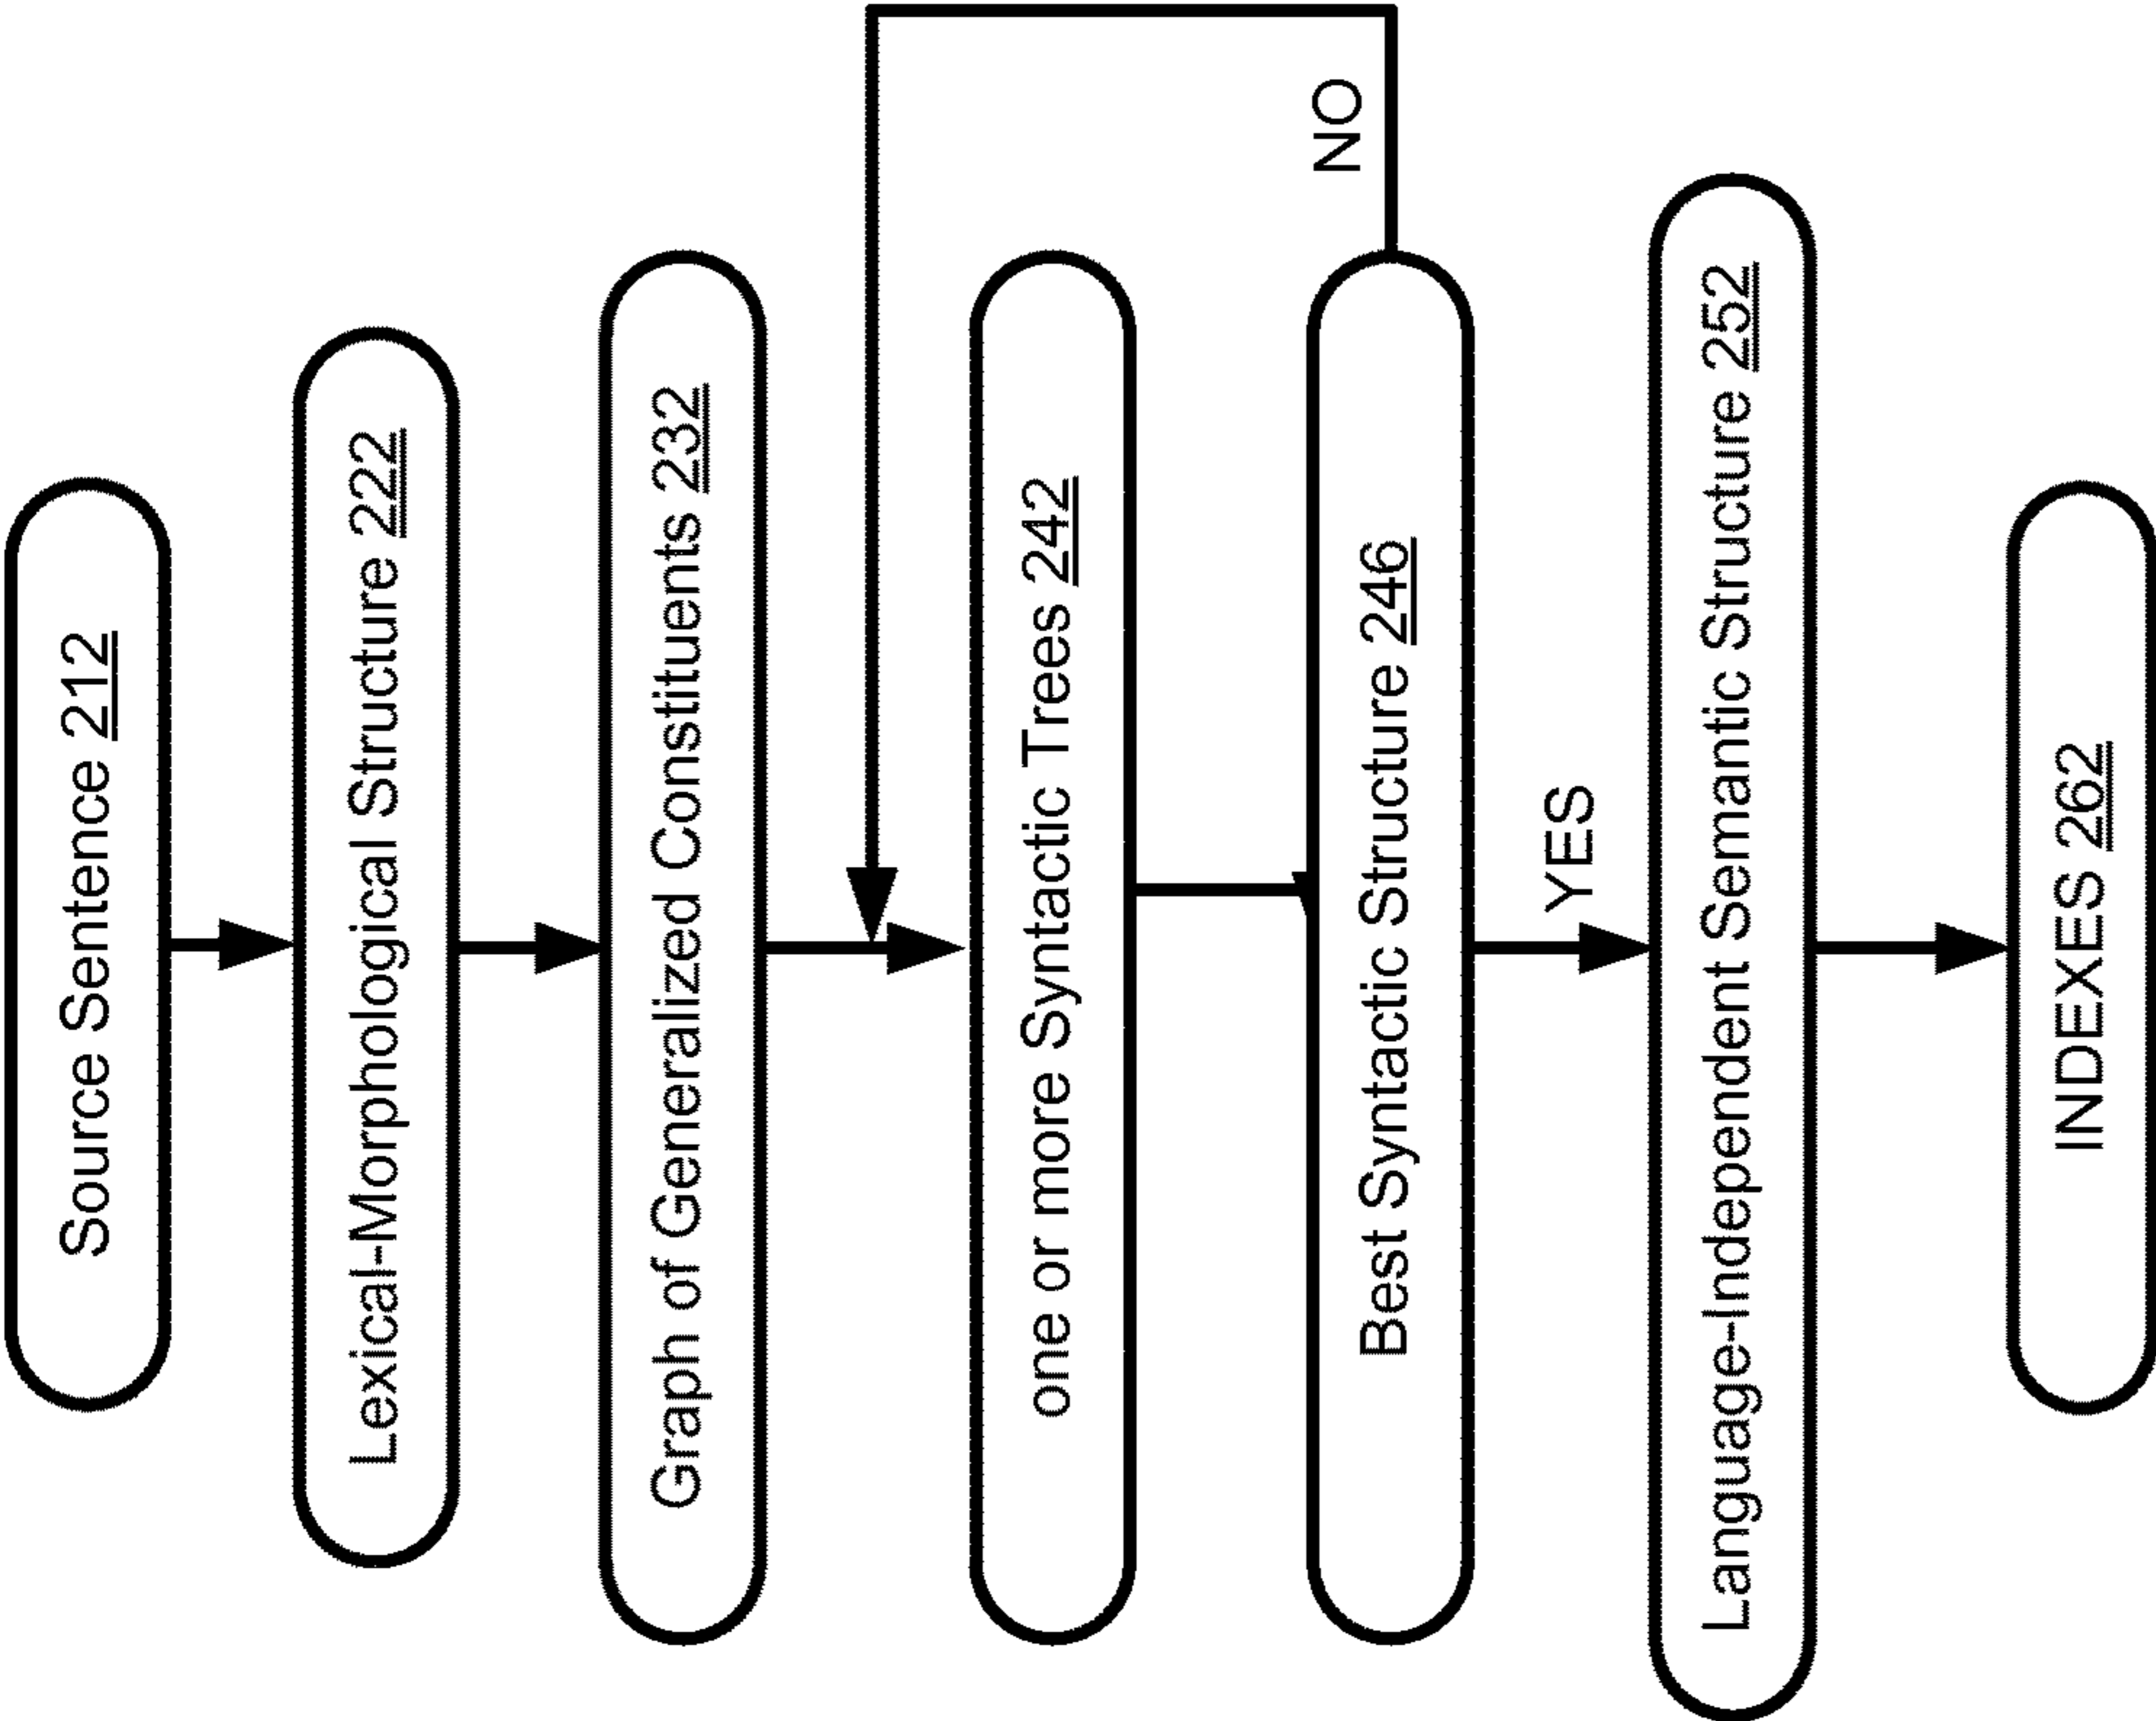 Source Sentence 212
Lexical-Morphological Structure 222
Graph of Generalized Constituents 232
one or more Syntactic Trees 242
NO
Best Syntactic Structure 246
YES
Language-Independent Semantic Structure 252
INDEXES 262